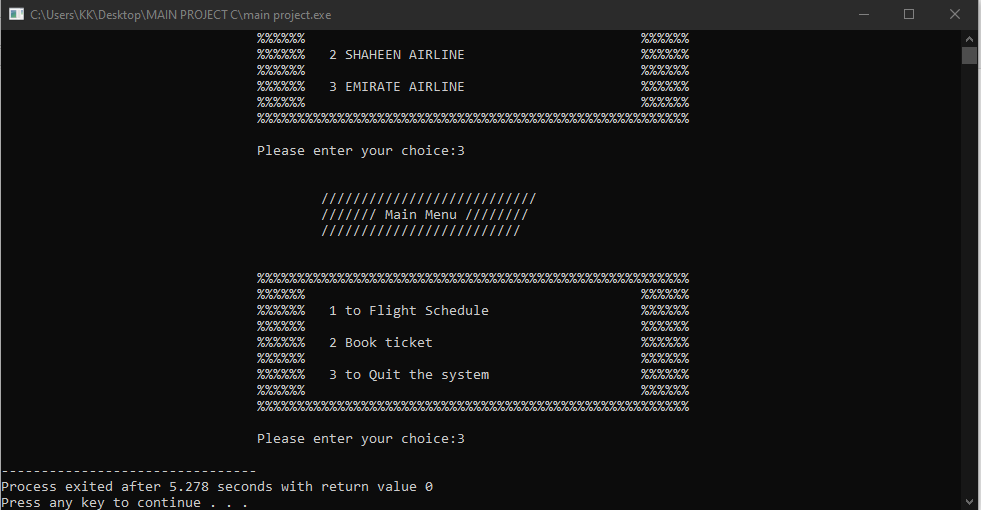 C:\Users\KK\Desktop\MAIN PROJECT C\main project.exe
%%%%%% %%%%%%
%%%%%% 2 SHAHEEN AIRLINE %%%%%%
%%%%%% %%%%%%
%%%%%% 3 EMIRATE AIRLINE %%%%%%
%%%%%% %%%%%%
%%%%%%%%%%%%%%%%%%%%%%%%%%%%%%%%%%%%%%%%%%%%%%%%%%%%%%
Please enter your choice:3
///////////////////////////
/////// Main Menu ////////
/////////////////////////
%%%%%%%%%%%%%%%%%%%%%%%%%%%%%%%%%%%%%%%%%%%%%%%%%%%%%%
%%%%%% %%%%%%
%%%%%% 1 to Flight Schedule %%%%%%
%%%%%% %%%%%%
%%%%%% 2 Book ticket %%%%%%
%%%%%% %%%%%%
%%%%%% 3 to Quit the system %%%%%%
%%%%%% %%%%%%
%%%%%%%%%%%%%%%%%%%%%%%%%%%%%%%%%%%%%%%%%%%%%%%%%%%%%%
Please enter your choice:3
--------------------------------
Process exited after 5.278 seconds with return value 0
Press any key to continue . . .